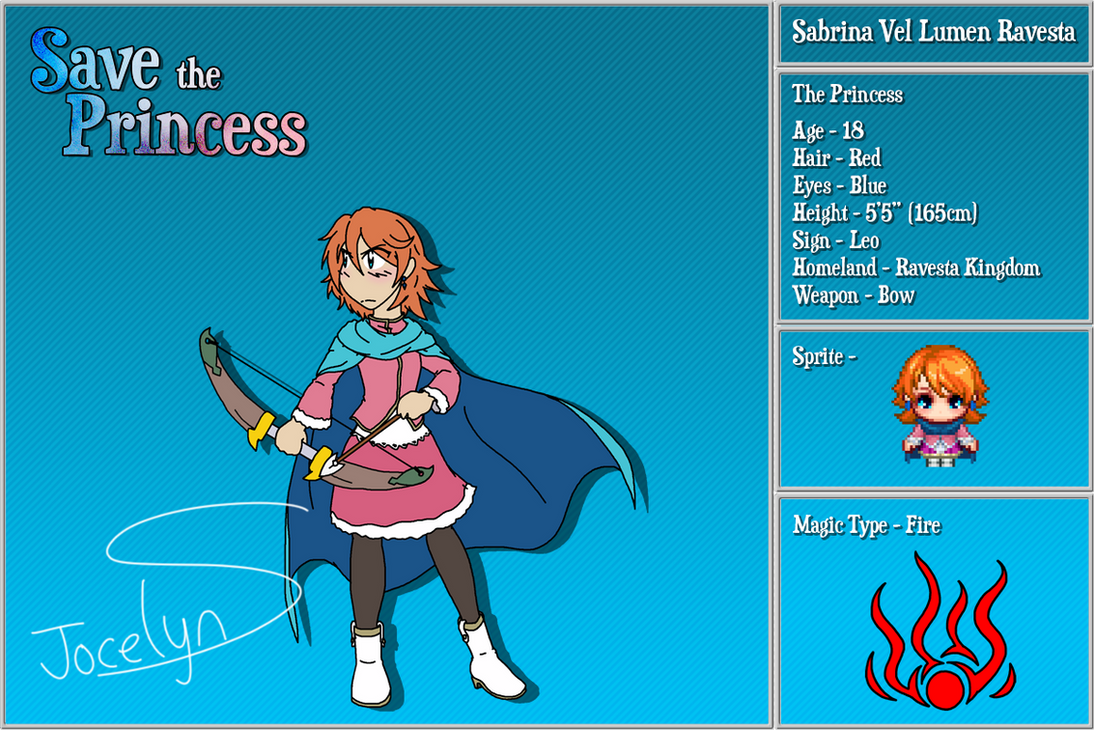 Save the
Princess
Jocelyn S
Sabrina Vel Lumen Ravesta
The Princess
Age - 18
Hair - Red
Eyes - Blue
Height - 5'5" (165cm)
Sign - Leo
Homeland - Ravesta Kingdom
Weapon - Bow
Sprite -
Magic Type - Fire